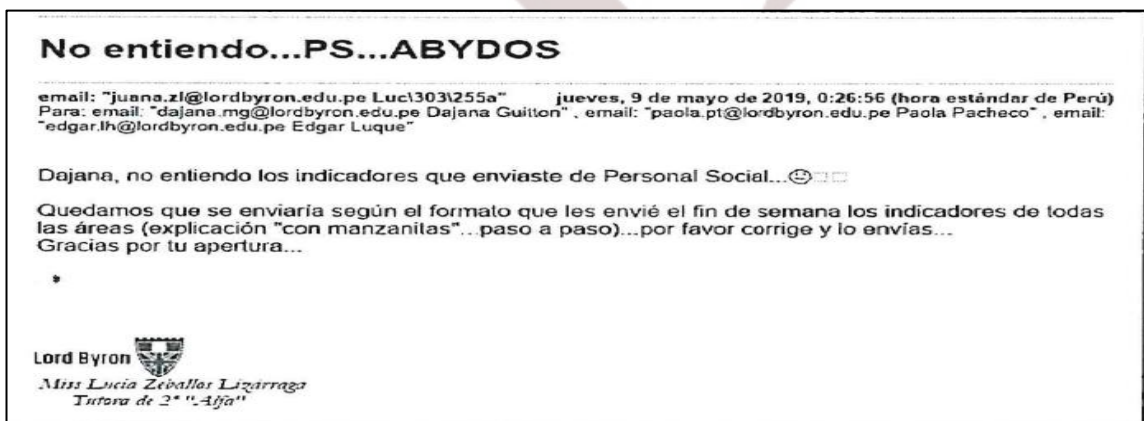 No entiendo...PS...ABYDOS
email: "juana.zl@lordbyron.edu.pe Luc\303\255a" jueves, 9 de mayo de 2019, 0:26:56 (hora estándar de Perú)
Para: email: "dajana.mg@lordbyron.edu.pe Dajana Guitton" , email: "paola.pt@lordbyron.edu.pe Paola Pacheco" , email:
"edgar.lh@lordbyron.edu.pe Edgar Luque"
Dajana, no entiendo los indicadores que enviaste de Personal Social...
Quedamos que se enviaría según el formato que les envié el fin de semana los indicadores de todas
las áreas (explicación "con manzanitas"...paso a paso)...por favor corrige y lo envías...
Gracias por tu apertura...
Lord Byron
Miss Lucía Zeballos Lizárraga
Tutora de 2° "Alfa"